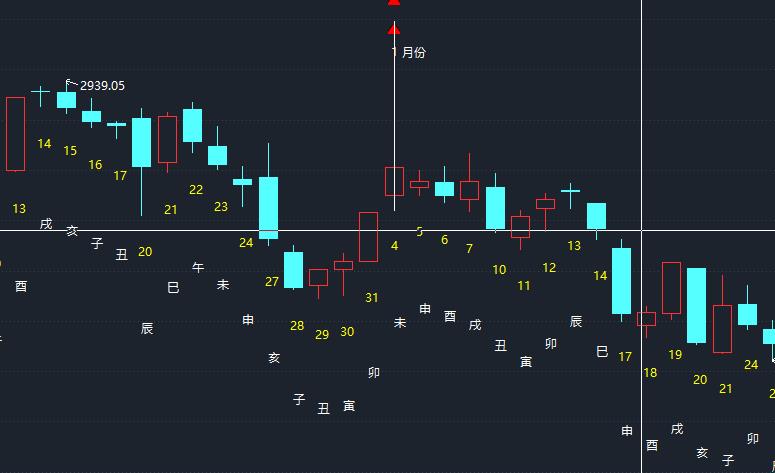 1 月份
2939.05
13
14
15
16
17
20
21
22
23
24
27
28
29
30
31
4
5
6
7
10
11
12
13
14
17
18
19
20
21
24
酉
戌
亥
子
丑
辰
巳
午
未
申
亥
子
丑
寅
卯
未
申
酉
戌
丑
寅
卯
辰
巳
申
酉
戌
亥
子
卯